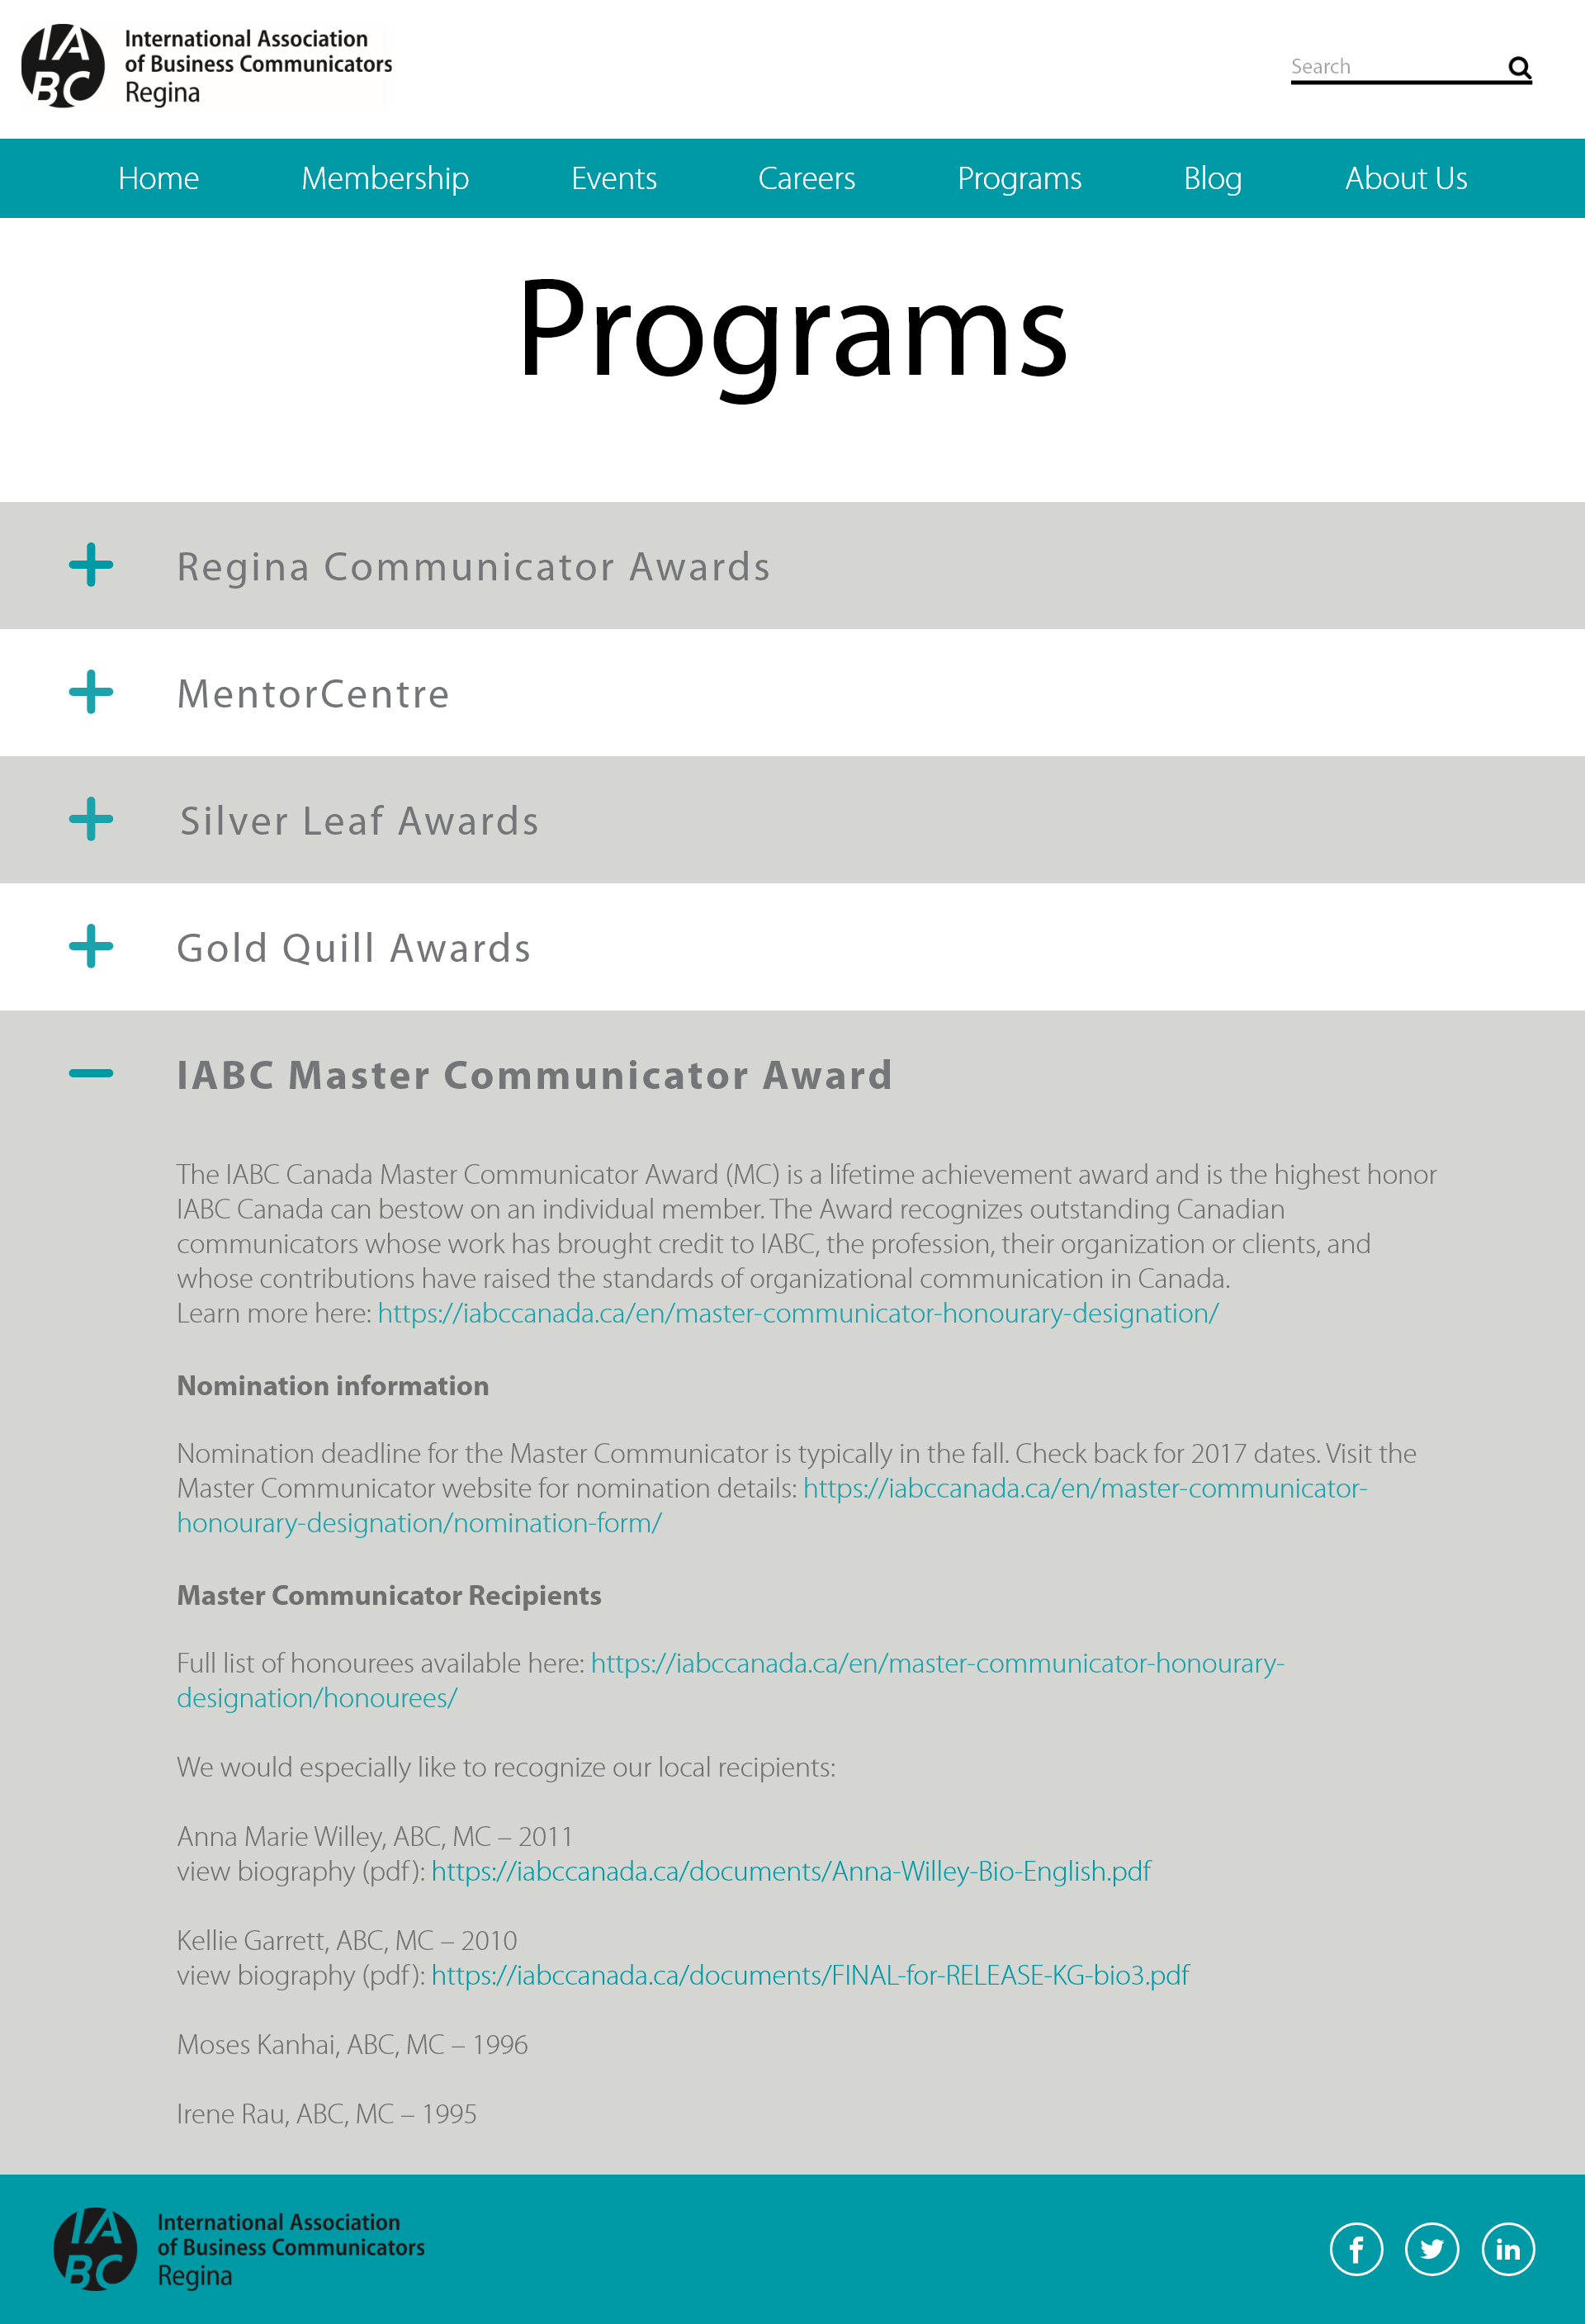 IABC
International Association
of Business Communicators
Regina
Search
Home Membership Events Careers Programs Blog About Us
Programs
Regina Communicator Awards
MentorCentre
Silver Leaf Awards
Gold Quill Awards
IABC Master Communicator Award
The IABC Canada Master Communicator Award (MC) is a lifetime achievement award and is the highest honor
IABC Canada can bestow on an individual member. The Award recognizes outstanding Canadian
communicators whose work has brought credit to IABC, the profession, their organization or clients, and
whose contributions have raised the standards of organizational communication in Canada.
Learn more here: https://iabccanada.ca/en/master-communicator-honourary-designation/
Nomination information
Nomination deadline for the Master Communicator is typically in the fall. Check back for 2017 dates. Visit the
Master Communicator website for nomination details: https://iabccanada.ca/en/master-communicator-
honourary-designation/nomination-form/
Master Communicator Recipients
Full list of honourees available here: https://iabccanada.ca/en/master-communicator-honourary-
designation/honourees/
We would especially like to recognize our local recipients:
Anna Marie Willey, ABC, MC – 2011
view biography (pdf): https://iabccanada.ca/documents/Anna-Willey-Bio-English.pdf
Kellie Garrett, ABC, MC – 2010
view biography (pdf): https://iabccanada.ca/documents/FINAL-for-RELEASE-KG-bio3.pdf
Moses Kanhai, ABC, MC – 1996
Irene Rau, ABC, MC – 1995
IABC
International Association
of Business Communicators
Regina
f in